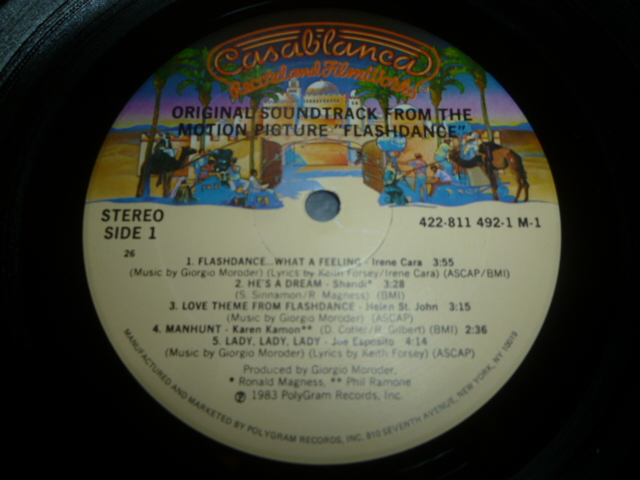 Casablanca
Record and FilmWorks
ORIGINAL SOUNDTRACK FROM THE
MOTION PICTURE "FLASHDANCE"
STEREO
SIDE 1
422-811 492-1 M-1
26
1. FLASHDANCE...WHAT A FEELING - Irene Cara 3:55
(Music by Giorgio Moroder) (Lyrics by Keith Forsey/Irene Cara) (ASCAP/BMI)
2. HE'S A DREAM - Shandi* 3:28
(S. Sinnamon/R. Magness) (BMI)
3. LOVE THEME FROM FLASHDANCE - Helen St. John 3:15
(Music by Giorgio Moroder) (ASCAP)
4. MANHUNT - Karen Kamon** (D. Cotler/R. Gilbert) (BMI) 2:36
5. LADY, LADY, LADY - Joe Esposito 4:14
(Music by Giorgio Moroder) (Lyrics by Keith Forsey) (ASCAP)
Produced by Giorgio Moroder,
* Ronald Magness, ** Phil Ramone
℗ 1983 PolyGram Records, Inc.
MANUFACTURED AND MARKETED BY POLYGRAM RECORDS, INC. 810 SEVENTH AVENUE, NEW YORK, NY 10019